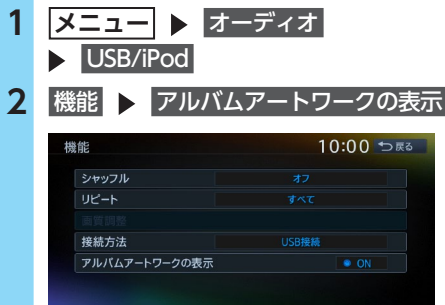 1 メニュー ▶ オーディオ
▶ USB/iPod
2 機能 ▶ アルバムアートワークの表示
機能 10:00 戻る
シャッフル オフ
リピート すべて
画質調整
接続方法 USB接続
アルバムアートワークの表示 ON